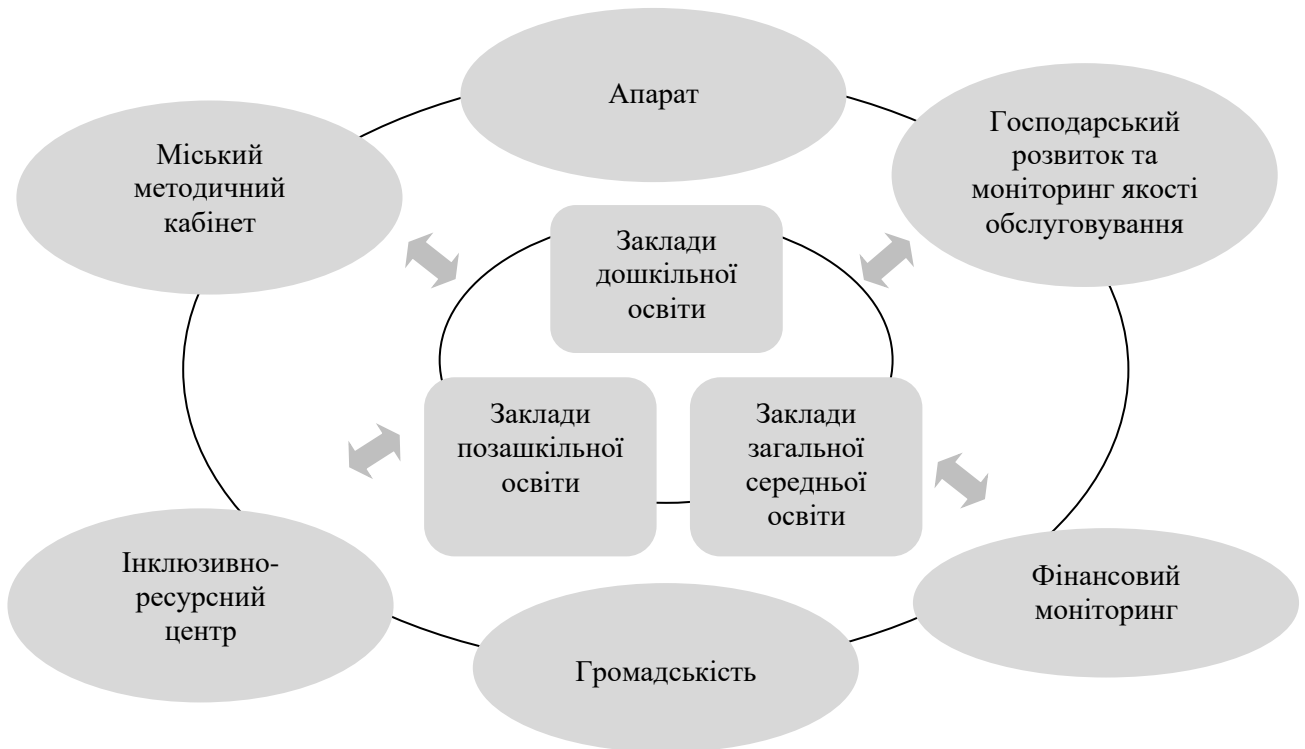 Апарат
Міський
методичний
кабінет
Господарський
розвиток та
моніторинг якості
обслуговування
Заклади
дошкільної
освіти
Заклади
позашкільної
освіти
Заклади
загальної
середньої
освіти
Інклюзивно-
ресурсний
центр
Громадськість
Фінансовий
моніторинг